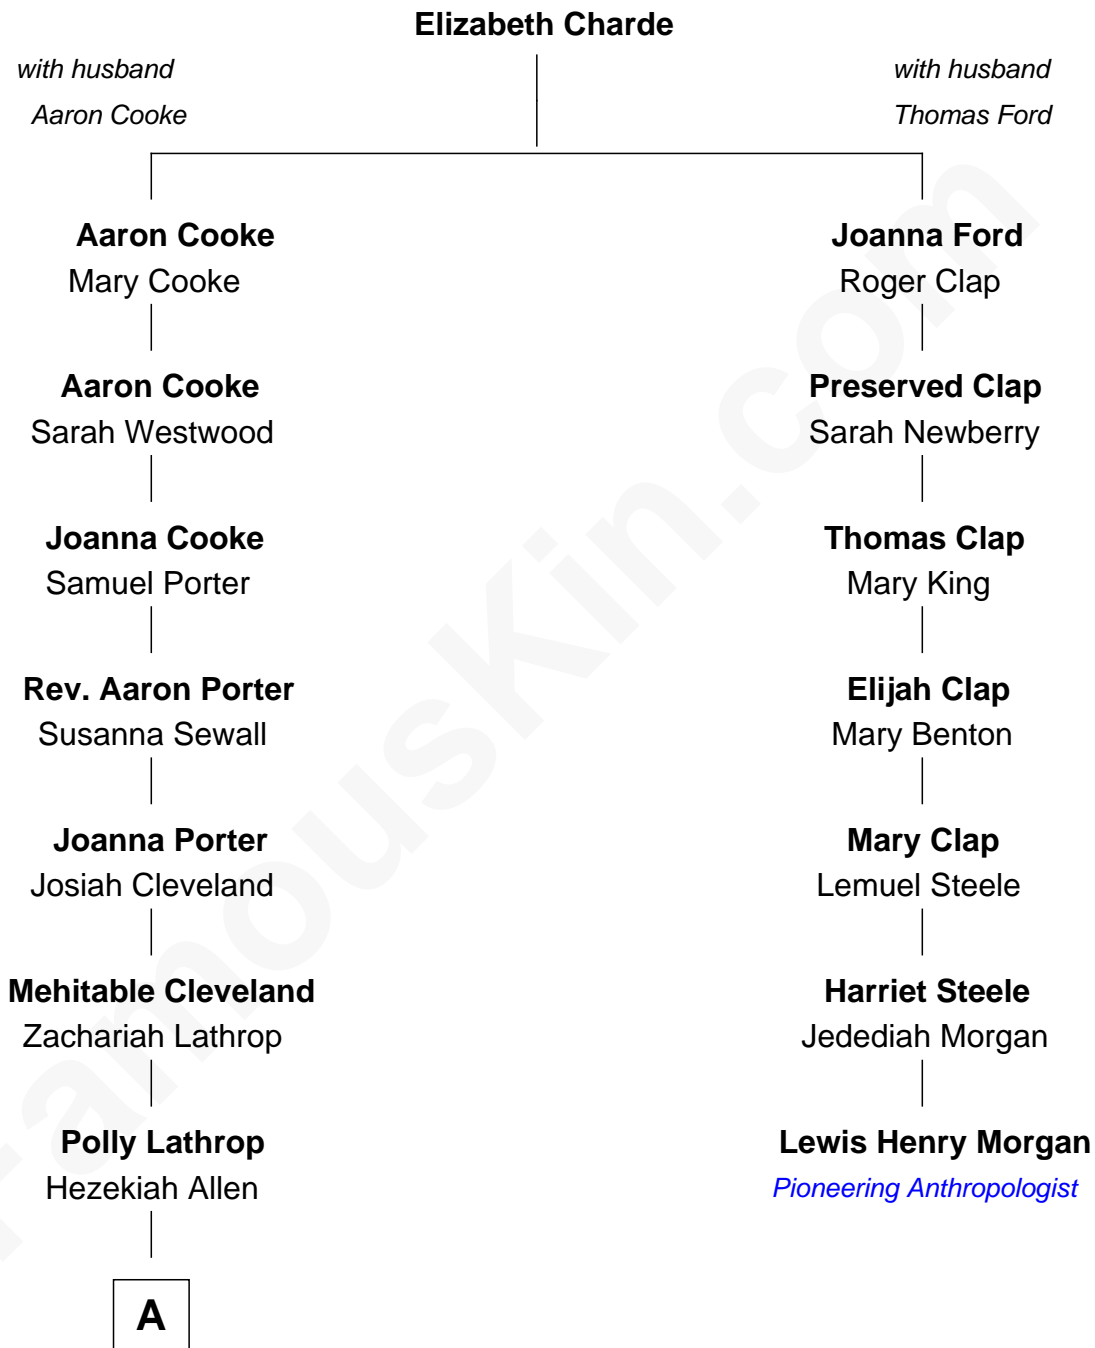 Elizabeth Charde
with husband
Aaron Cooke
with husband
Thomas Ford
Aaron Cooke
Mary Cooke
Joanna Ford
Roger Clap
Aaron Cooke
Sarah Westwood
Preserved Clap
Sarah Newberry
Joanna Cooke
Samuel Porter
Thomas Clap
Mary King
Rev. Aaron Porter
Susanna Sewall
Elijah Clap
Mary Benton
Joanna Porter
Josiah Cleveland
Mary Clap
Lemuel Steele
Mehitable Cleveland
Zachariah Lathrop
Harriet Steele
Jedediah Morgan
Polly Lathrop
Hezekiah Allen
Lewis Henry Morgan
Pioneering Anthropologist
A
FamousKin.com